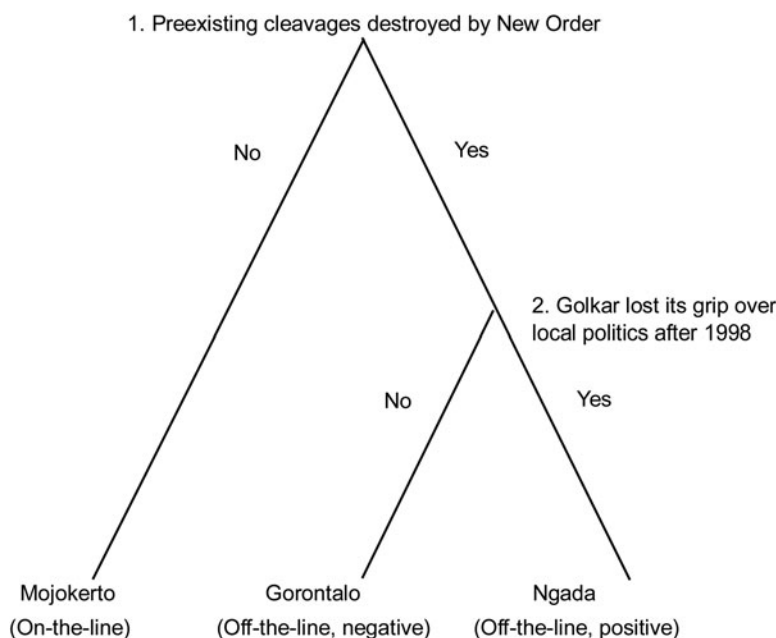 1. Preexisting cleavages destroyed by New Order
No
Yes
2. Golkar lost its grip over
local politics after 1998
No
Yes
Mojokerto
(On-the-line)
Gorontalo
(Off-the-line, negative)
Ngada
(Off-the-line, positive)